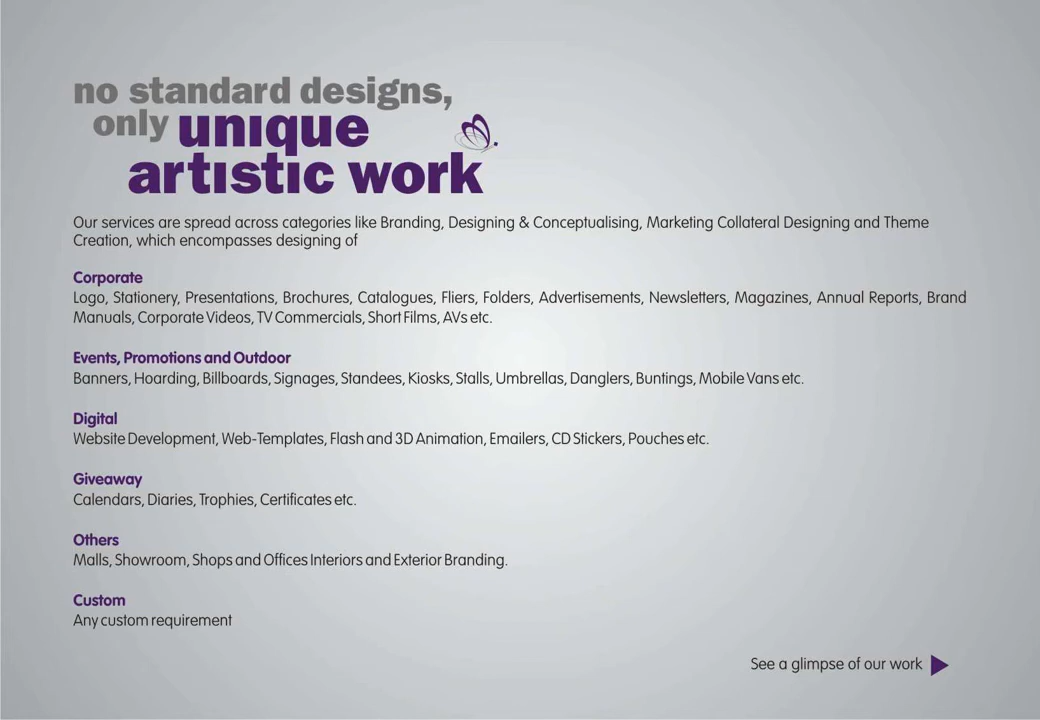 no standard designs,
only unique
artistic work
Our services are spread across categories like Branding, Designing & Conceptualising, Marketing Collateral Designing and Theme
Creation, which encompasses designing of
Corporate
Logo, Stationery, Presentations, Brochures, Catalogues, Fliers, Folders, Advertisements, Newsletters, Magazines, Annual Reports, Brand
Manuals, Corporate Videos, TV Commercials, Short Films, AVs etc.
Events, Promotions and Outdoor
Banners, Hoarding, Billboards, Signages, Standees, Kiosks, Stalls, Umbrellas, Danglers, Buntings, Mobile Vans etc.
Digital
Website Development, Web-Templates, Flash and 3D Animation, Emailers, CD Stickers, Pouches etc.
Giveaway
Calendars, Diaries, Trophies, Certificates etc.
Others
Malls, Showroom, Shops and Offices Interiors and Exterior Branding.
Custom
Any custom requirement
See a glimpse of our work